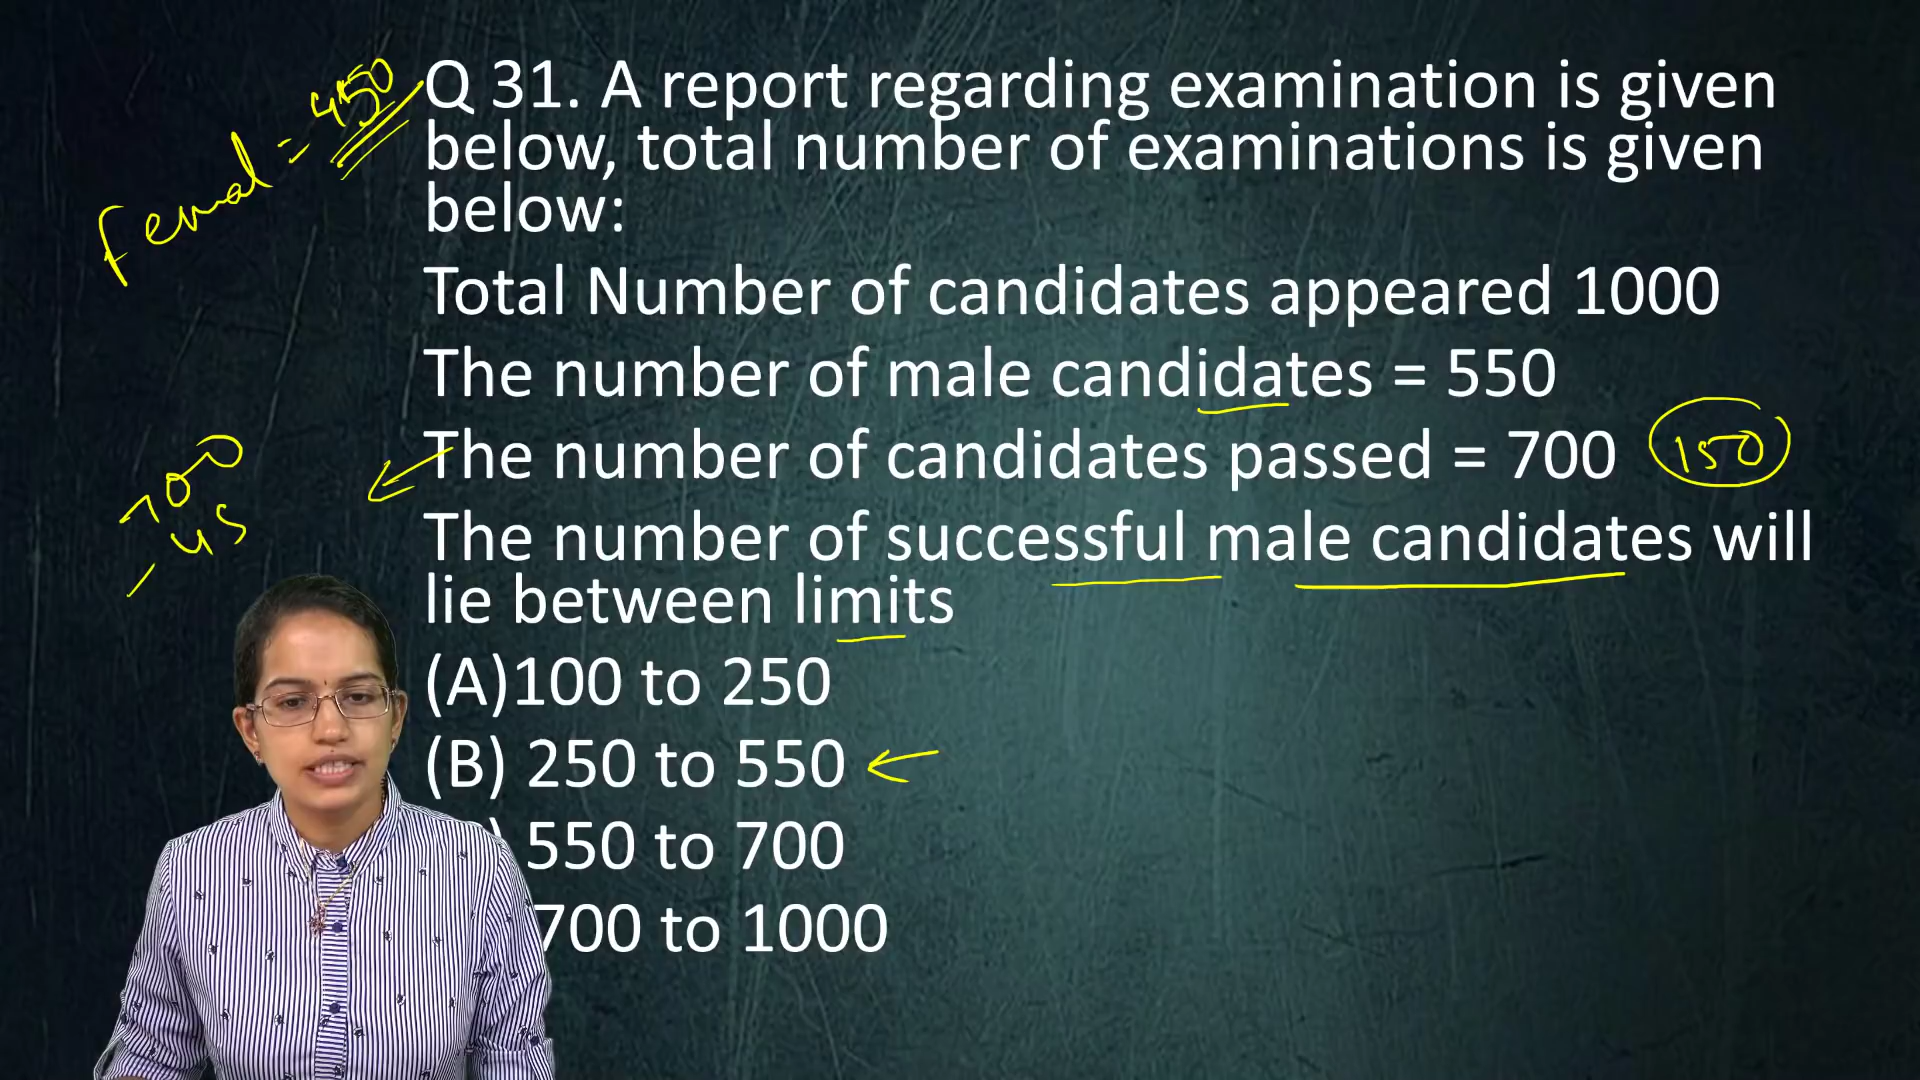 Q 31. A report regarding examination is given
below, total number of examinations is given
below:
Total Number of candidates appeared 1000
The number of male candidates = 550
The number of candidates passed = 700
The number of successful male candidates will
lie between limits
(A)100 to 250
(B) 250 to 550
) 550 to 700
700 to 1000
Femal = 450
150
700
- 45